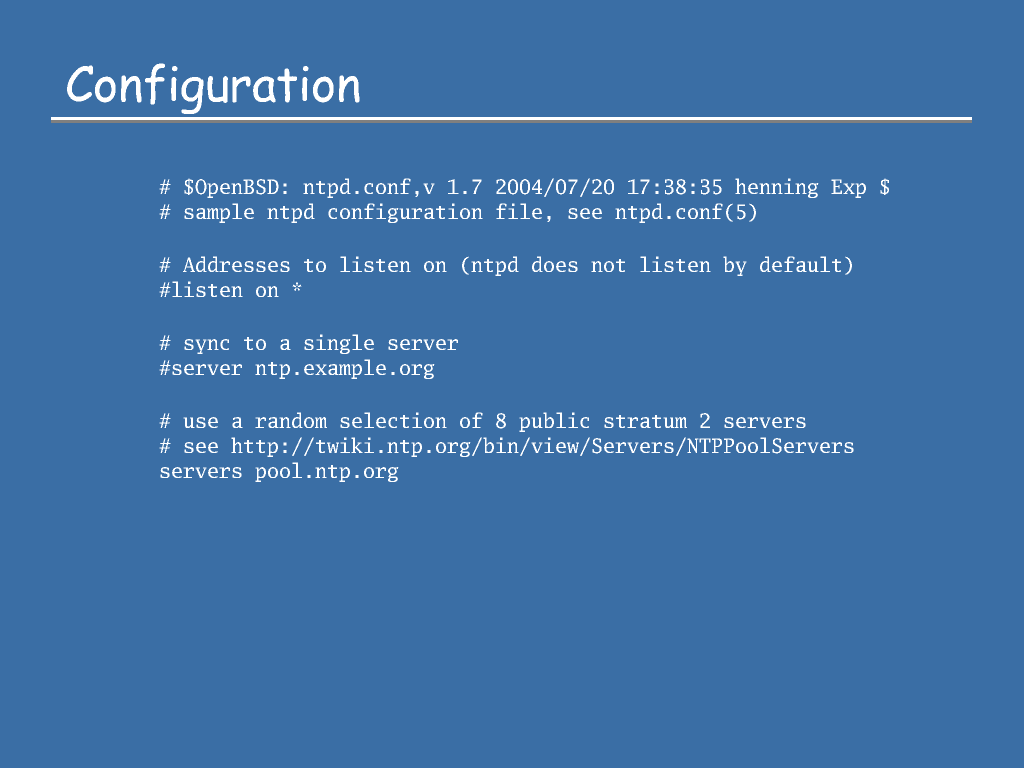 Configuration
# $OpenBSD: ntpd.conf,v 1.7 2004/07/20 17:38:35 henning Exp $
# sample ntpd configuration file, see ntpd.conf(5)
# Addresses to listen on (ntpd does not listen by default)
#listen on *
# sync to a single server
#server ntp.example.org
# use a random selection of 8 public stratum 2 servers
# see http://twiki.ntp.org/bin/view/Servers/NTPPoolServers
servers pool.ntp.org